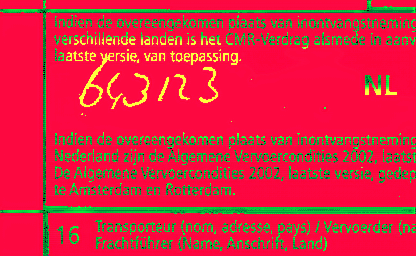 Indien de overeengekomen plaats van inontvangstneming
verschillende landen is het CMR-Verdrag alsmede in aanv
laatste versie, van toepassing.
643123
NL
Indien de overeengekomen plaats van inontvangstneming
Nederland zijn de Algemene Vervoercondities 2002, laatst
De Algemene Vervoercondities 2002, laatste versie, gedep
te Amsterdam en Rotterdam.
16 Transporteur (nom, adresse, pays) / Vervoerder (na
Frachtführer (Name, Anschrift, Land)